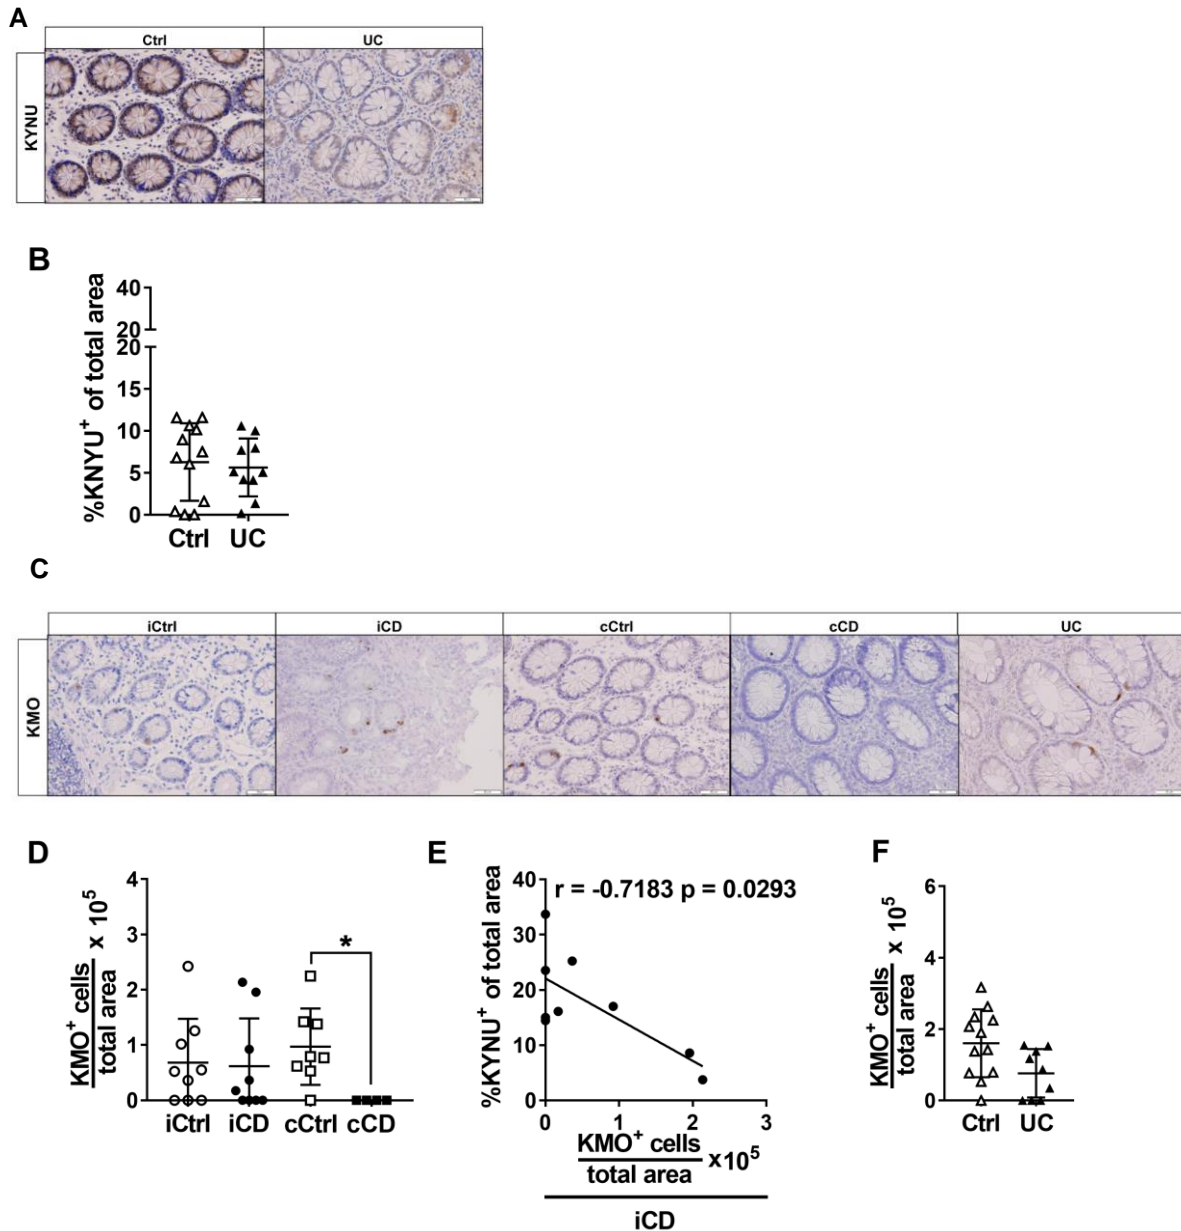 A
Ctrl UC
KYNU
B
%KNYU+ of total area
40
20
20
15
10
5
0
Ctrl UC
C
iCtrl iCD cCtrl cCD UC
KMO
D
KMO+ cells
total area
x 10^5
4
3
2
1
0
*
iCtrl iCD cCtrl cCD
E
%KYNU+ of total area
r = -0.7183 p = 0.0293
40
30
20
10
0
0 1 2 3
KMO+ cells
total area
x10^5
iCD
F
KMO+ cells
total area
x 10^5
6
4
2
0
Ctrl UC